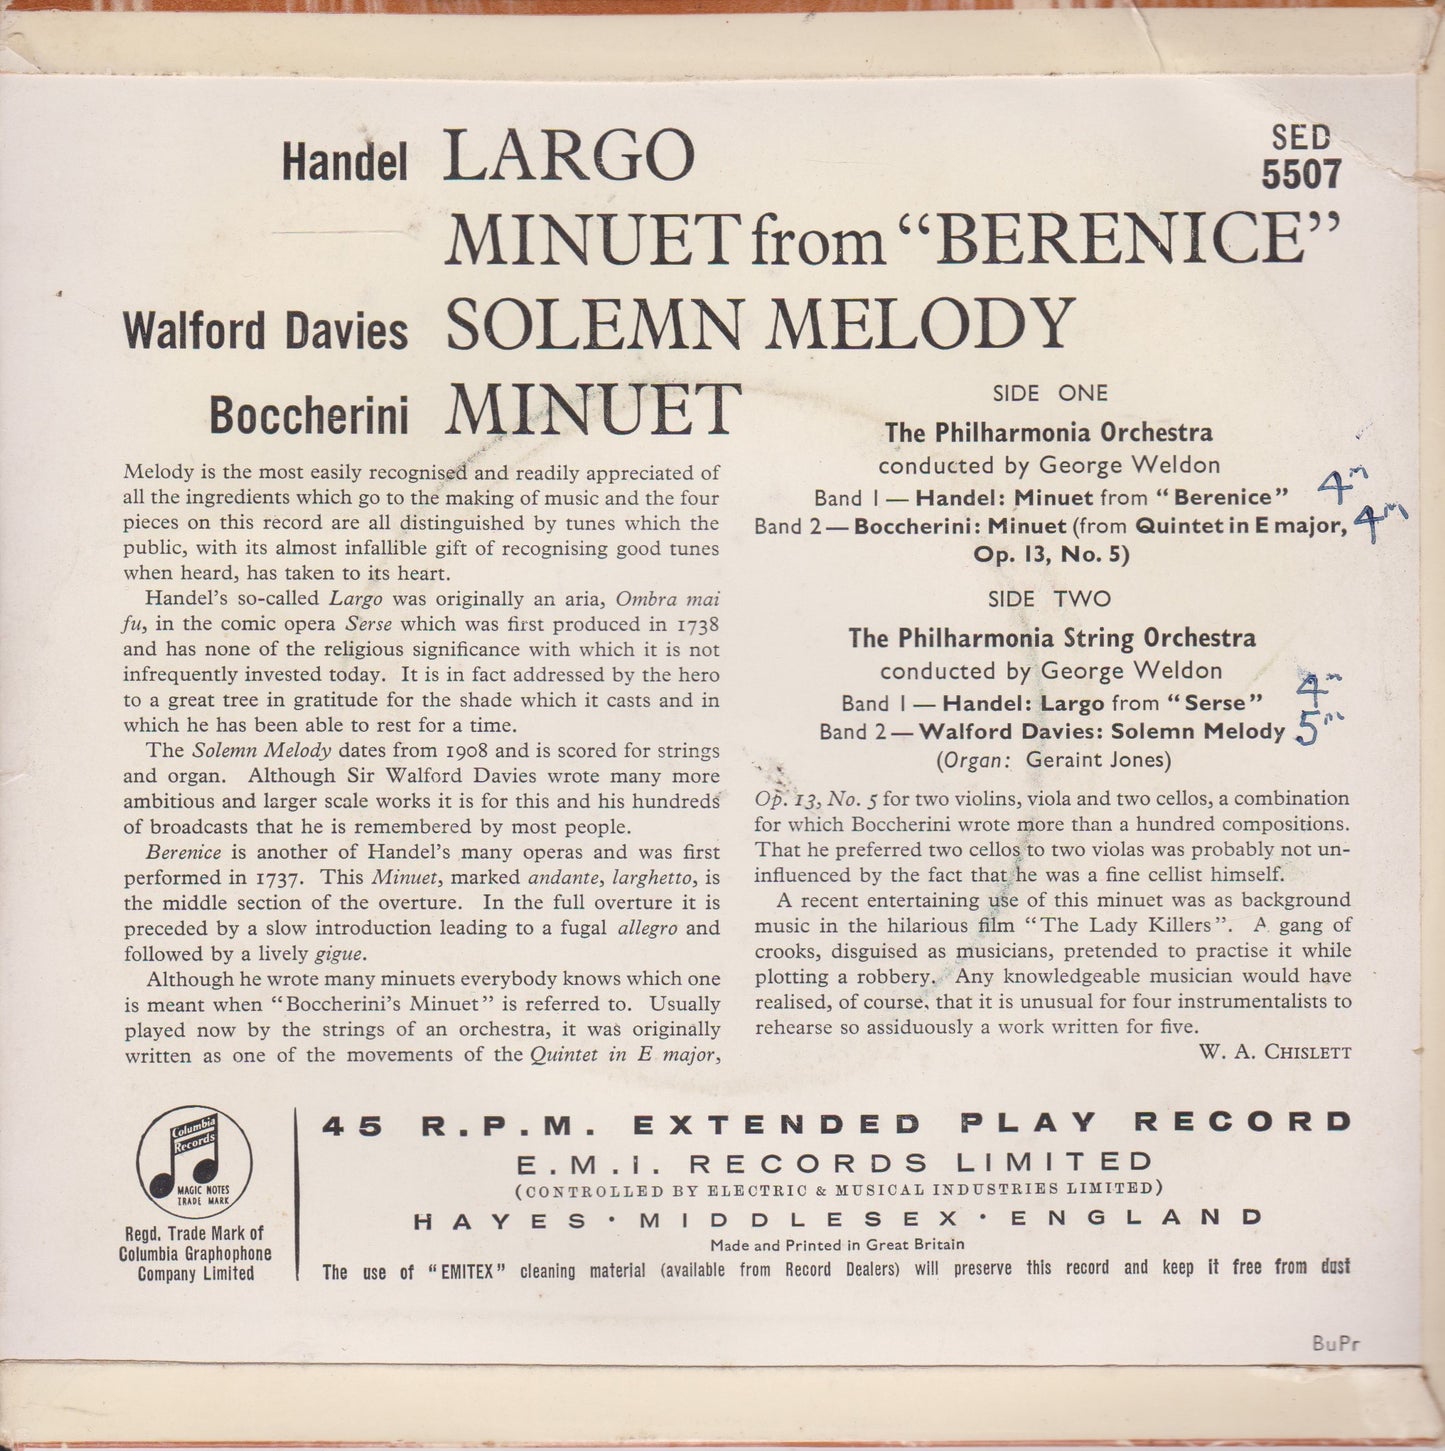 Handel LARGO
SED
5507
MINUET from “BERENICE”
Walford Davies SOLEMN MELODY
Boccherini MINUET
Melody is the most easily recognised and readily appreciated of
all the ingredients which go to the making of music and the four
pieces on this record are all distinguished by tunes which the
public, with its almost infallible gift of recognising good tunes
when heard, has taken to its heart.
Handel’s so-called Largo was originally an aria, Ombra mai
fu, in the comic opera Serse which was first produced in 1738
and has none of the religious significance with which it is not
infrequently invested today. It is in fact addressed by the hero
to a great tree in gratitude for the shade which it casts and in
which he has been able to rest for a time.
The Solemn Melody dates from 1908 and is scored for strings
and organ. Although Sir Walford Davies wrote many more
ambitious and larger scale works it is for this and his hundreds
of broadcasts that he is remembered by most people.
Berenice is another of Handel’s many operas and was first
performed in 1737. This Minuet, marked andante, larghetto, is
the middle section of the overture. In the full overture it is
preceded by a slow introduction leading to a fugal allegro and
followed by a lively gigue.
Although he wrote many minuets everybody knows which one
is meant when “Boccherini’s Minuet” is referred to. Usually
played now by the strings of an orchestra, it was originally
written as one of the movements of the Quintet in E major,
SIDE ONE
The Philharmonia Orchestra
conducted by George Weldon
Band 1 — Handel: Minuet from “Berenice” 4m
Band 2 — Boccherini: Minuet (from Quintet in E major, 4m
Op. 13, No. 5)
SIDE TWO
The Philharmonia String Orchestra
conducted by George Weldon
Band 1 — Handel: Largo from “Serse” 4m
Band 2 — Walford Davies: Solemn Melody 5m
(Organ: Geraint Jones)
Op. 13, No. 5 for two violins, viola and two cellos, a combination
for which Boccherini wrote more than a hundred compositions.
That he preferred two cellos to two violas was probably not un-
influenced by the fact that he was a fine cellist himself.
A recent entertaining use of this minuet was as background
music in the hilarious film “The Lady Killers”. A gang of
crooks, disguised as musicians, pretended to practise it while
plotting a robbery. Any knowledgeable musician would have
realised, of course, that it is unusual for four instrumentalists to
rehearse so assiduously a work written for five.
W. A. CHISLETT
Columbia
Records
MAGIC NOTES
TRADE MARK
Regd. Trade Mark of
Columbia Graphophone
Company Limited
45 R.P.M. EXTENDED PLAY RECORD
E.M.I. RECORDS LIMITED
(CONTROLLED BY ELECTRIC & MUSICAL INDUSTRIES LIMITED)
HAYES · MIDDLESEX · ENGLAND
Made and Printed in Great Britain
The use of “EMITEX” cleaning material (available from Record Dealers) will preserve this record and keep it free from dust
BuPr